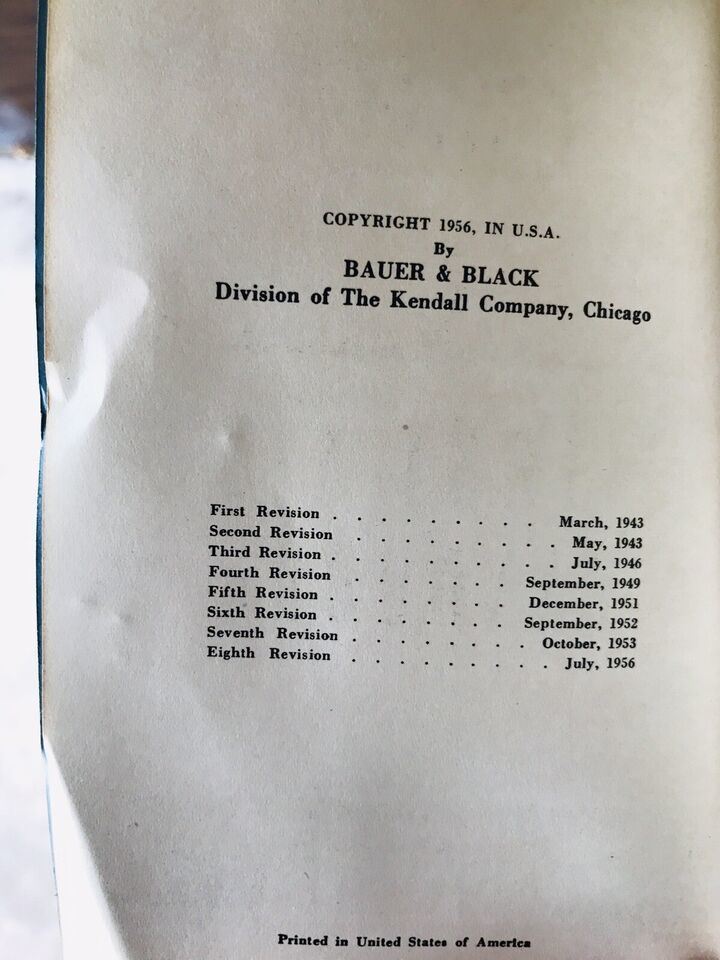 COPYRIGHT 1956, IN U.S.A.
By
BAUER & BLACK
Division of The Kendall Company, Chicago
First Revision . . . . . . . . . March, 1943
Second Revision . . . . . . . . . May, 1943
Third Revision . . . . . . . . . . July, 1946
Fourth Revision . . . . . . . September, 1949
Fifth Revision . . . . . . . . December, 1951
Sixth Revision . . . . . . . . September, 1952
Seventh Revision . . . . . . . . October, 1953
Eighth Revision . . . . . . . . . July, 1956
Printed in United States of America